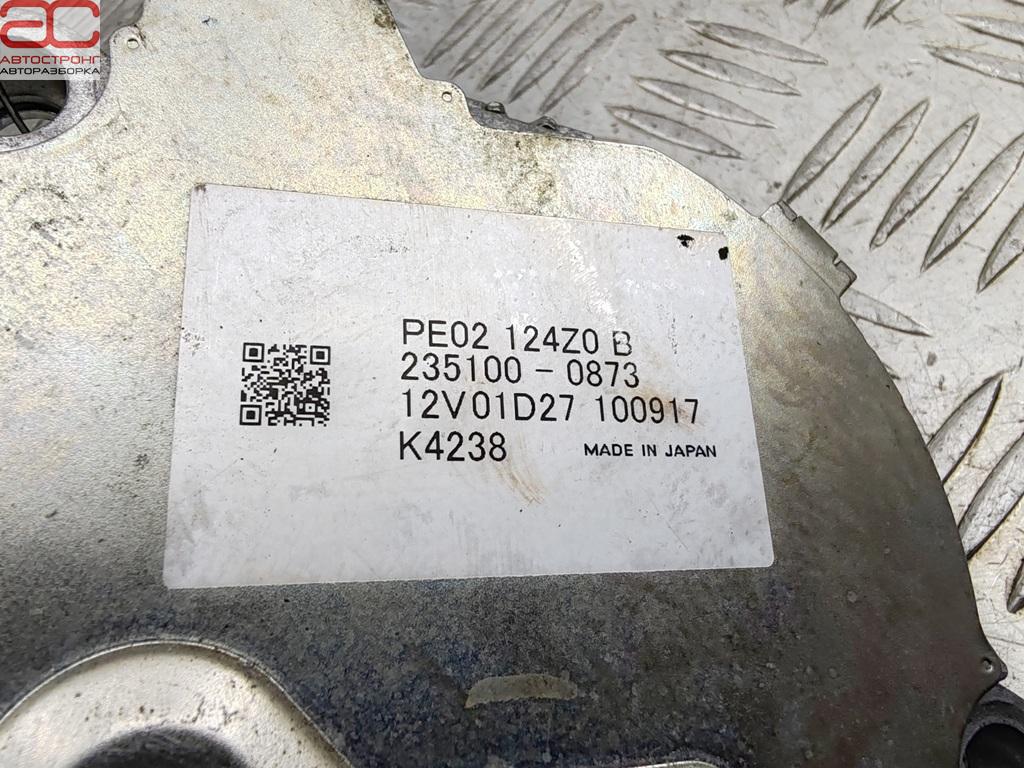 AC
АВТОСТРОНГ
АВТОРАЗБОРКА
PE02 124Z0 B
235100-0873
12V01D27 100917
K4238 MADE IN JAPAN